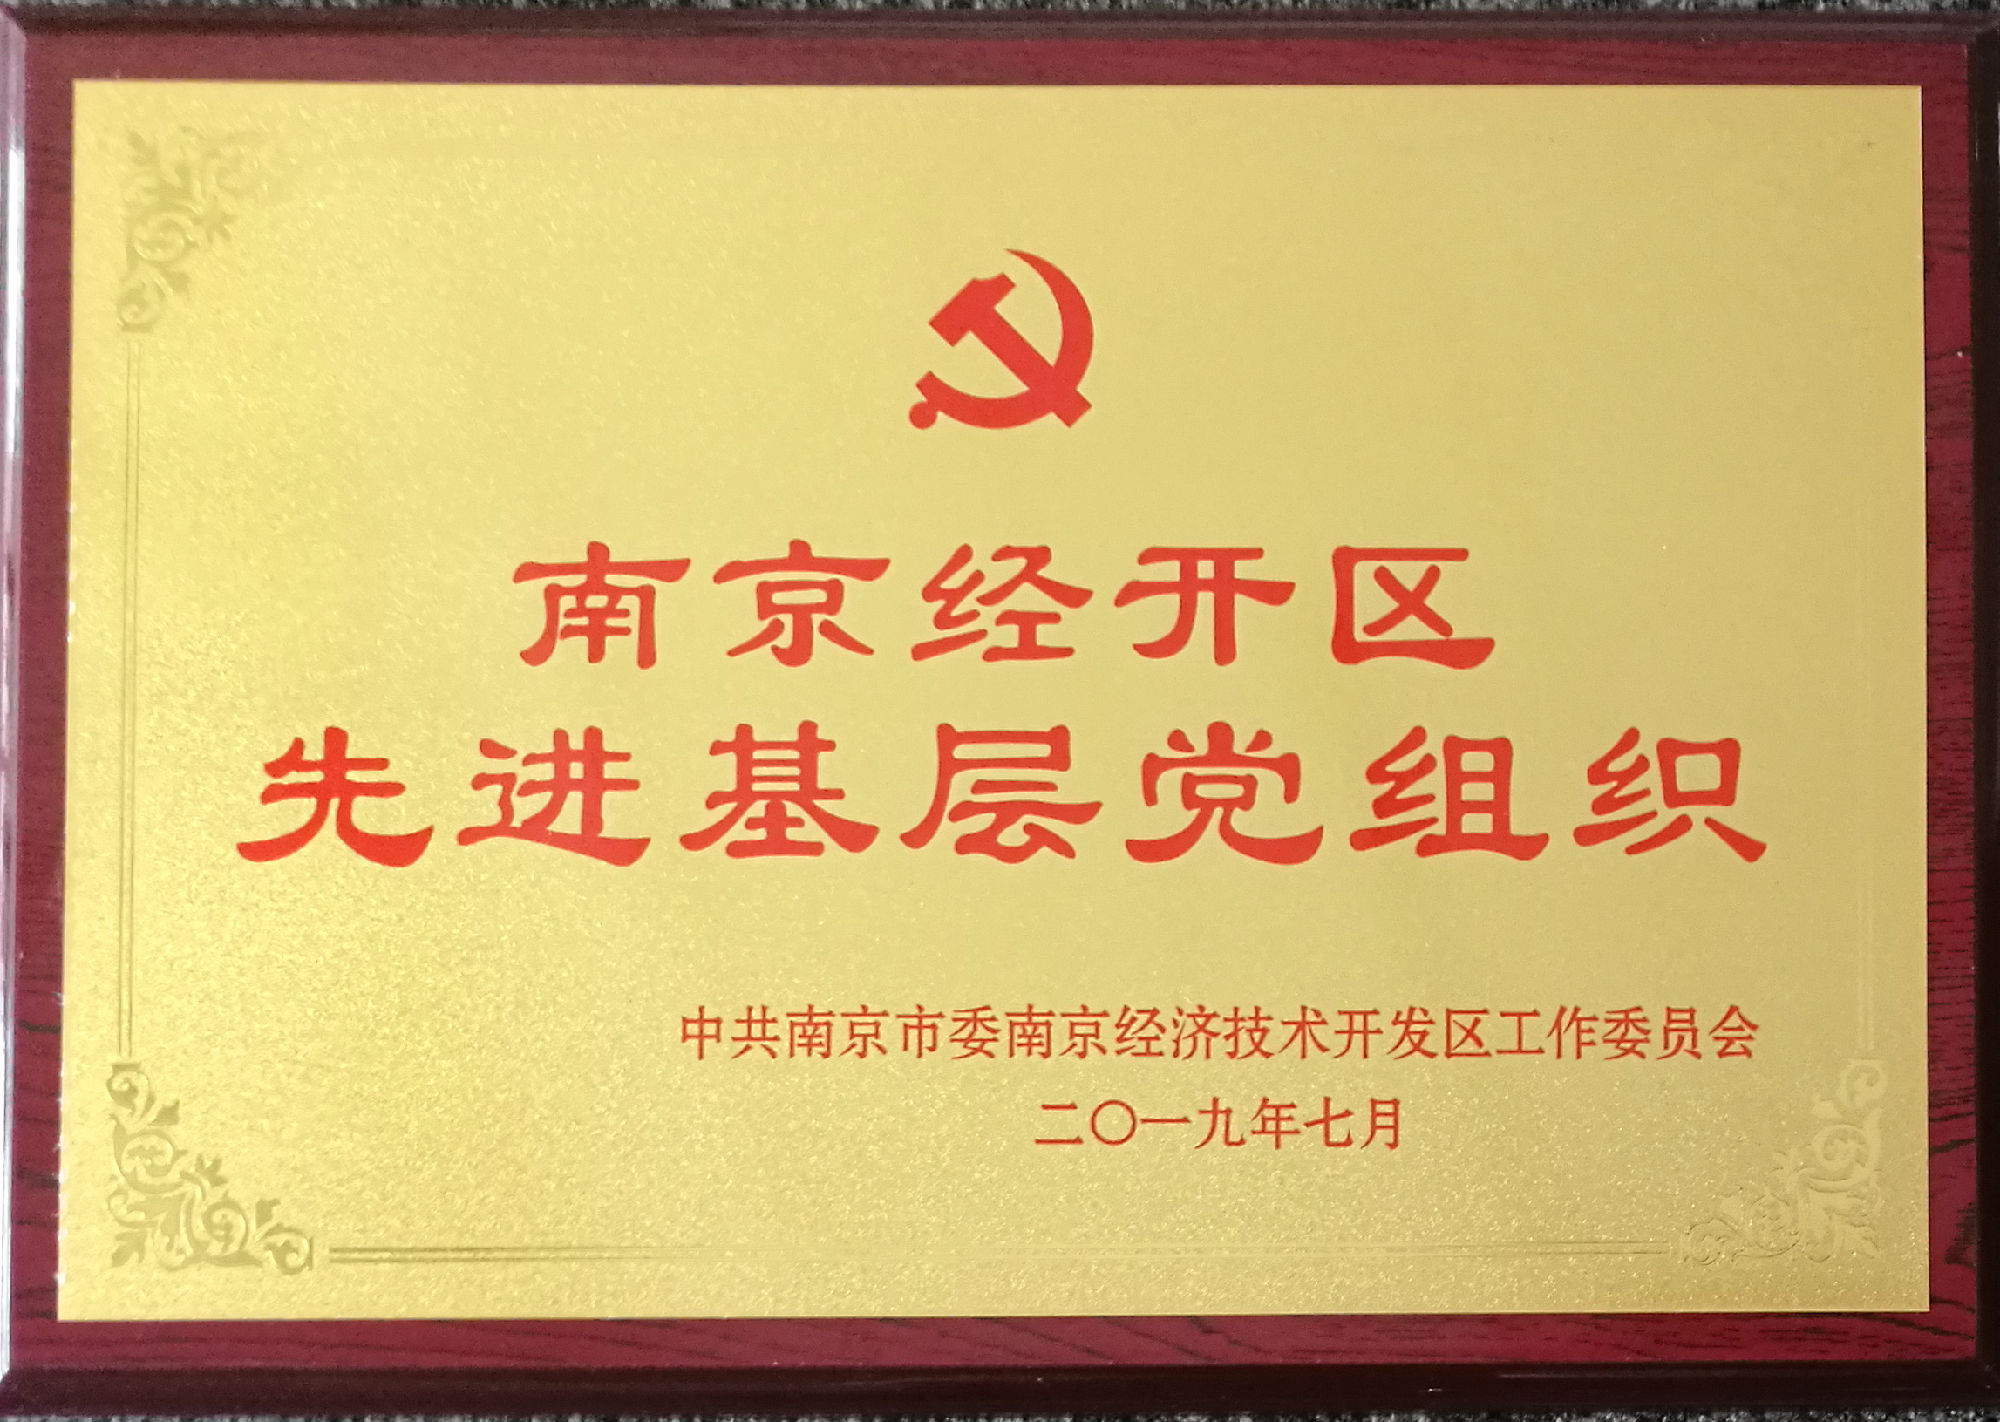 南京经开区
先进基层党组织
中共南京市委南京经济技术开发区工作委员会
二〇一九年七月